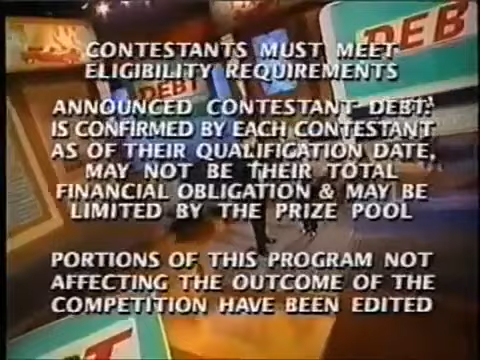 DEBT
CONTESTANTS MUST MEET
ELIGIBILITY REQUIREMENTS
DEBT
ANNOUNCED CONTESTANT DEBT:
IS CONFIRMED BY EACH CONTESTANT
AS OF THEIR QUALIFICATION DATE,
MAY NOT BE THEIR TOTAL
FINANCIAL OBLIGATION & MAY BE
LIMITED BY THE PRIZE POOL
PORTIONS OF THIS PROGRAM NOT
AFFECTING THE OUTCOME OF THE
COMPETITION HAVE BEEN EDITED